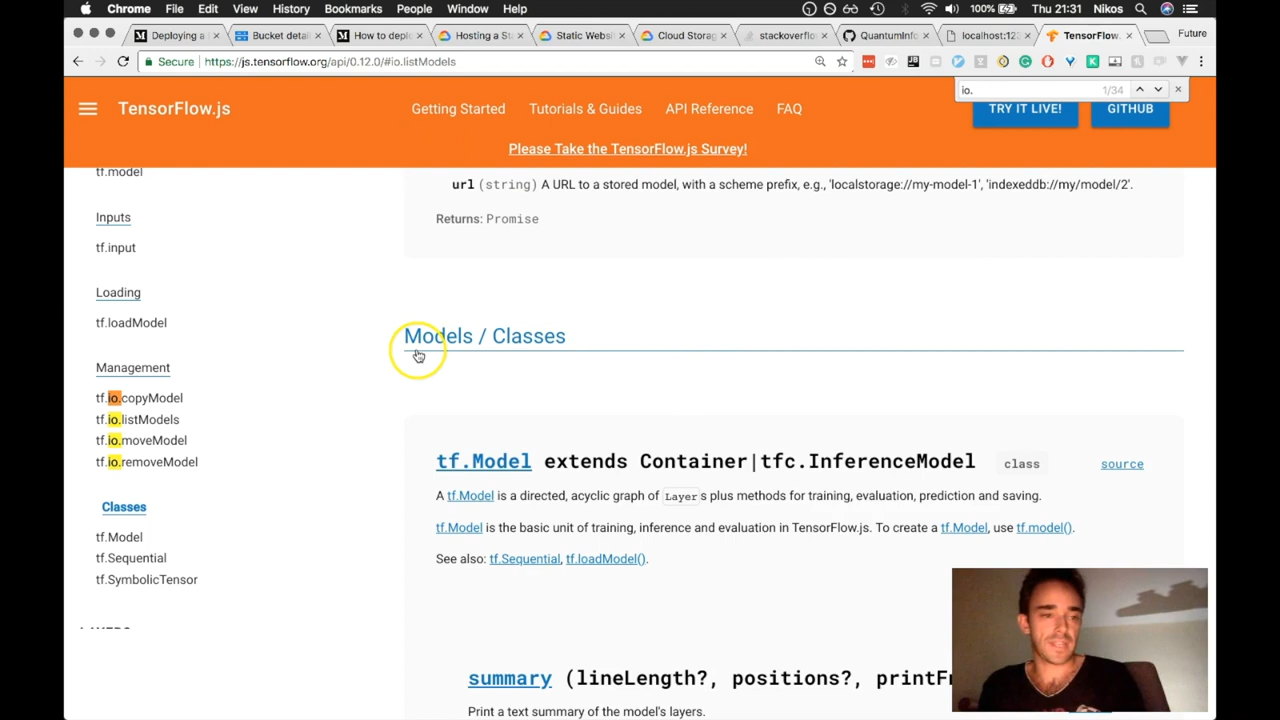 Chrome File Edit View History Bookmarks People Window Help 100% Thu 21:31 Nikos
Deploying a Bucket detai How to deploy Hosting a Sta Static Websi Cloud Storag stackoverflo QuantumInfo localhost:12 TensorFlow. Future
Secure https://js.tensorflow.org/api/0.12.0/#io.listModels
io. 1/34
TensorFlow.js Getting Started Tutorials & Guides API Reference FAQ TRY IT LIVE! GITHUB
Please Take the TensorFlow.js Survey!
tf.model
Inputs
tf.input
Loading
tf.loadModel
Management
tf.io.copyModel
tf.io.listModels
tf.io.moveModel
tf.io.removeModel
Classes
tf.Model
tf.Sequential
tf.SymbolicTensor
url (string) A URL to a stored model, with a scheme prefix, e.g., 'localstorage://my-model-1', 'indexeddb://my/model/2'.
Returns: Promise
Models / Classes
tf.Model extends Container|tfc.InferenceModel class source
A tf.Model is a directed, acyclic graph of Layer s plus methods for training, evaluation, prediction and saving.
tf.Model is the basic unit of training, inference and evaluation in TensorFlow.js. To create a tf.Model, use tf.model().
See also: tf.Sequential, tf.loadModel().
summary (lineLength?, positions?, printF
Print a text summary of the model's layers.